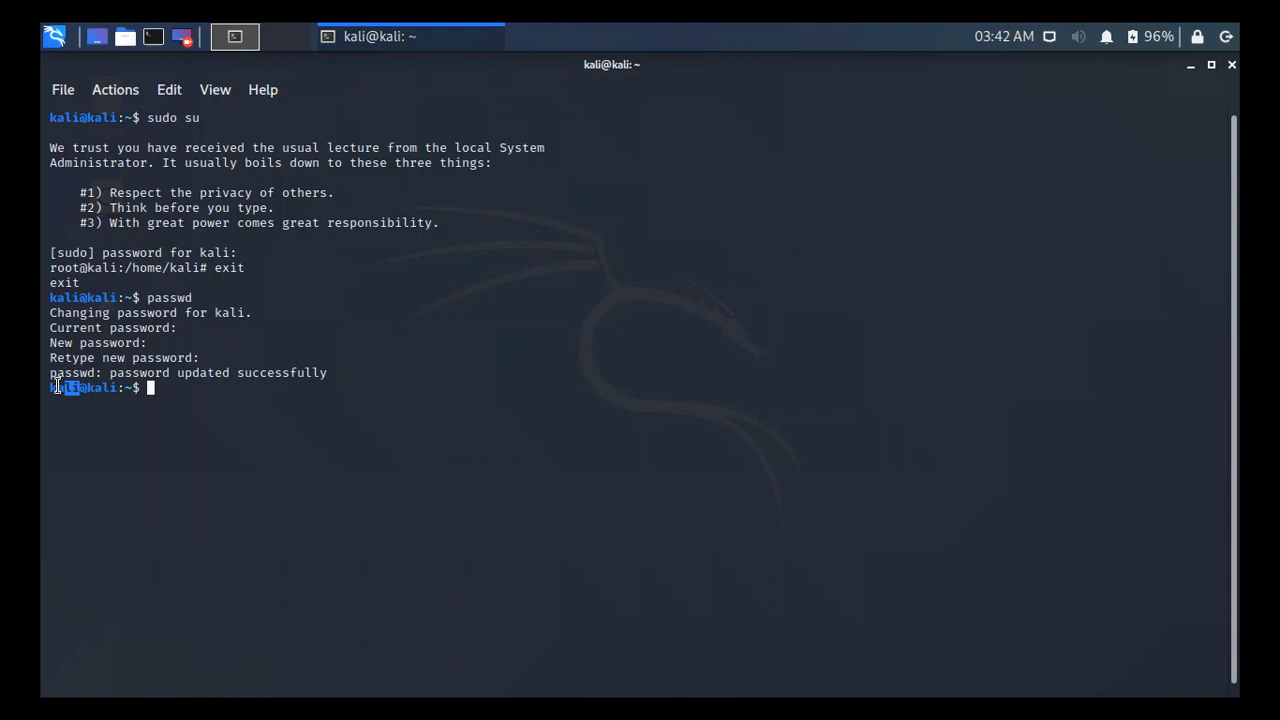 kali@kali: ~
03:42 AM
96%
kali@kali: ~
File Actions Edit View Help
kali@kali:~$ sudo su
We trust you have received the usual lecture from the local System
Administrator. It usually boils down to these three things:
#1) Respect the privacy of others.
#2) Think before you type.
#3) With great power comes great responsibility.
[sudo] password for kali:
root@kali:/home/kali# exit
exit
kali@kali:~$ passwd
Changing password for kali.
Current password:
New password:
Retype new password:
passwd: password updated successfully
kali@kali:~$